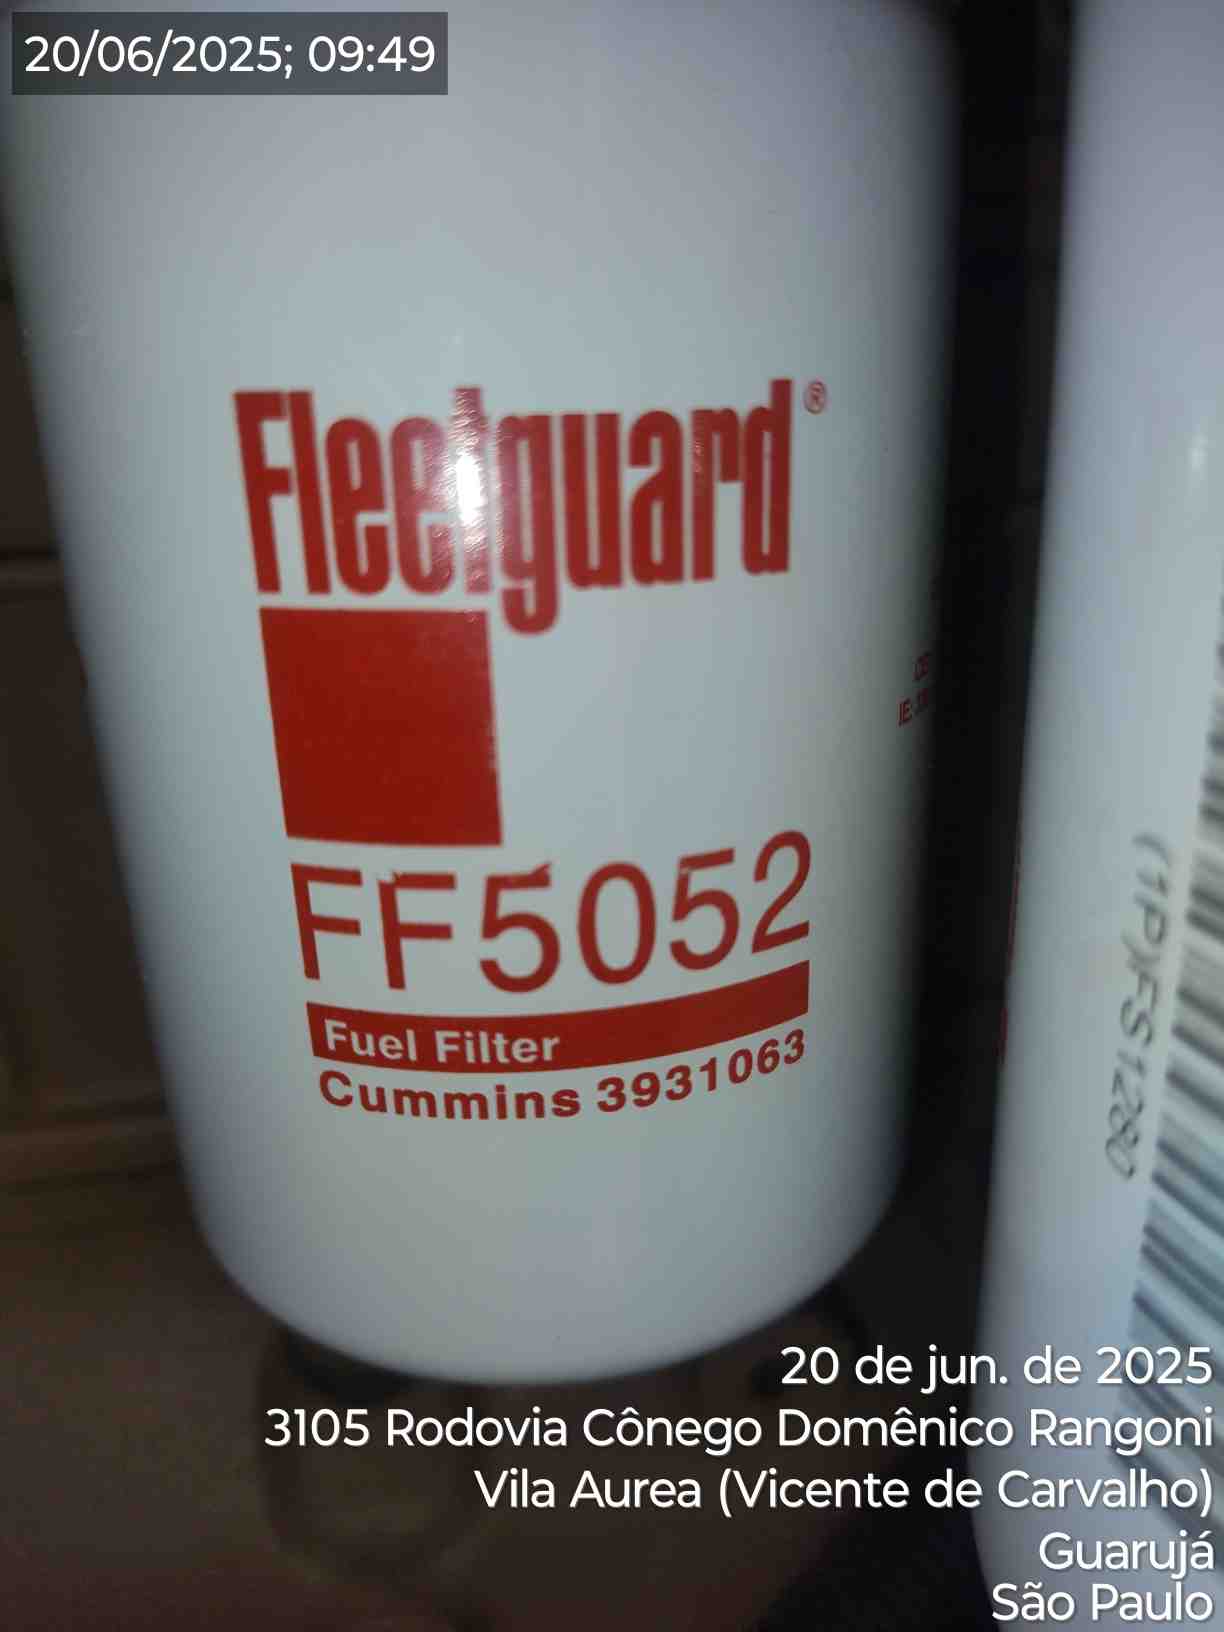 20/06/2025; 09:49
Fleetguard®
FF5052
Fuel Filter
Cummins 3931063
(1P)FS1280
20 de jun. de 2025
3105 Rodovia Cônego Domênico Rangoni
Vila Aurea (Vicente de Carvalho)
Guarujá
São Paulo